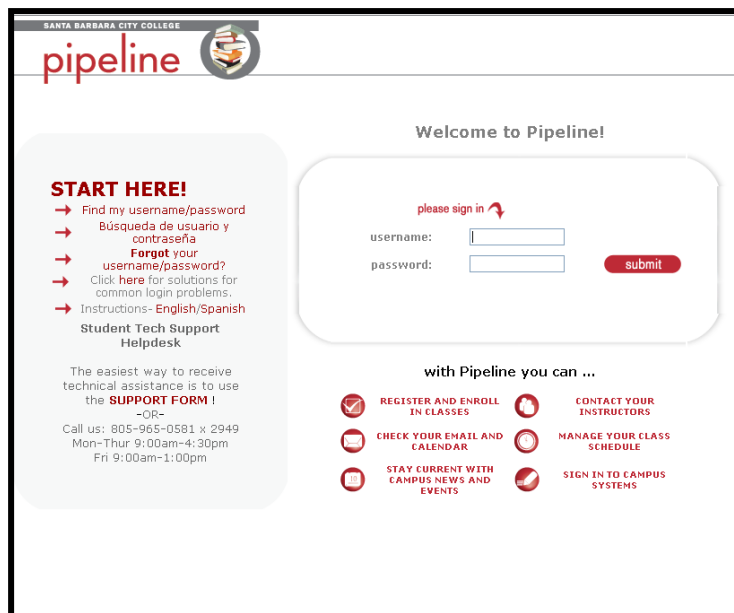 SANTA BARBARA CITY COLLEGE
pipeline
Welcome to Pipeline!
START HERE!
Find my username/password
Búsqueda de usuario y
contraseña
Forgot your
username/password?
Click here for solutions for
common login problems.
Instructions- English/Spanish
Student Tech Support
Helpdesk
The easiest way to receive
technical assistance is to use
the SUPPORT FORM !
-OR-
Call us: 805-965-0581 x 2949
Mon-Thur 9:00am-4:30pm
Fri 9:00am-1:00pm
please sign in
username:
password:
submit
with Pipeline you can ...
REGISTER AND ENROLL
IN CLASSES
CONTACT YOUR
INSTRUCTORS
CHECK YOUR EMAIL AND
CALENDAR
MANAGE YOUR CLASS
SCHEDULE
STAY CURRENT WITH
CAMPUS NEWS AND
EVENTS
SIGN IN TO CAMPUS
SYSTEMS